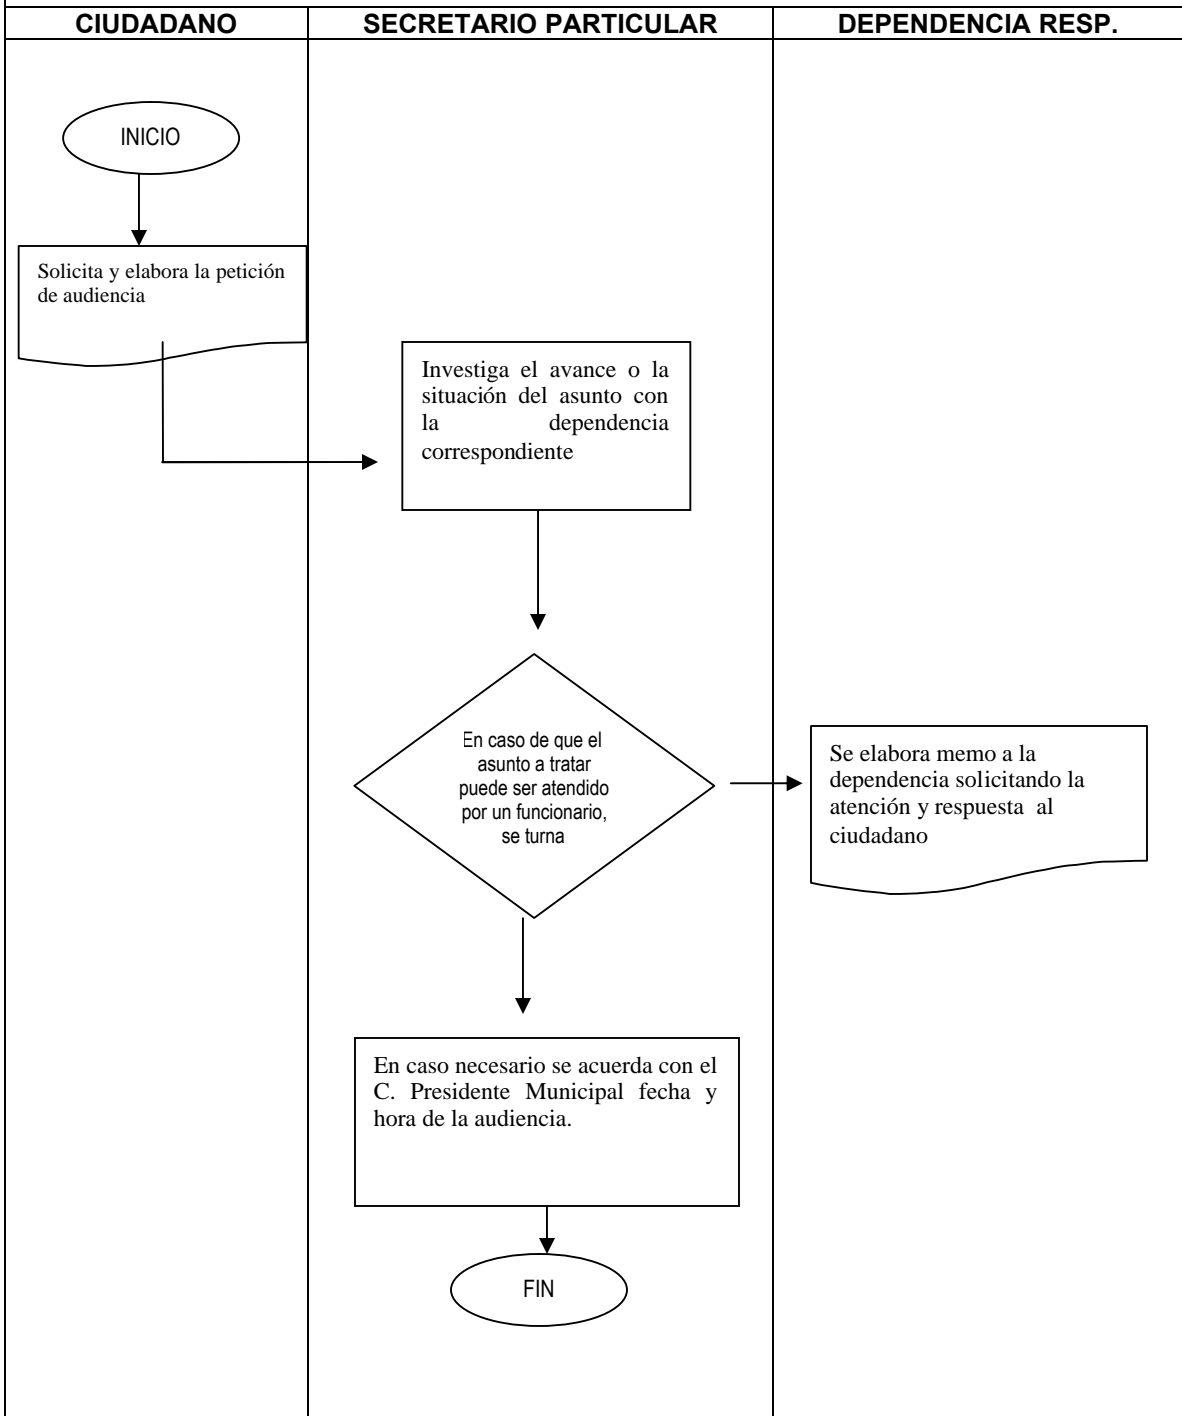 CIUDADANO
SECRETARIO PARTICULAR
DEPENDENCIA RESP.
INICIO
Solicita y elabora la petición
de audiencia
Investiga el avance o la
situación del asunto con
la dependencia
correspondiente
En caso de que el
asunto a tratar
puede ser atendido
por un funcionario,
se turna
Se elabora memo a la
dependencia solicitando la
atención y respuesta al
ciudadano
En caso necesario se acuerda con el
C. Presidente Municipal fecha y
hora de la audiencia.
FIN